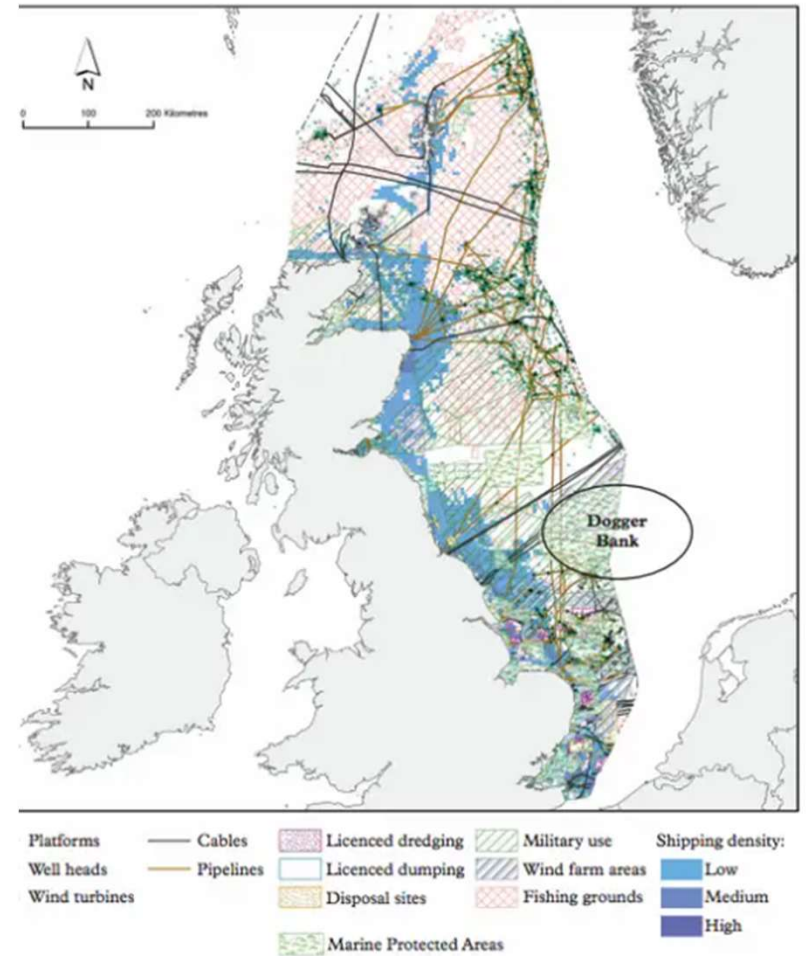 N
0 100 200 Kilometres
Dogger
Bank
Platforms
Well heads
Wind turbines
Cables
Pipelines
Licenced dredging
Licenced dumping
Disposal sites
Marine Protected Areas
Military use
Wind farm areas
Fishing grounds
Shipping density:
Low
Medium
High